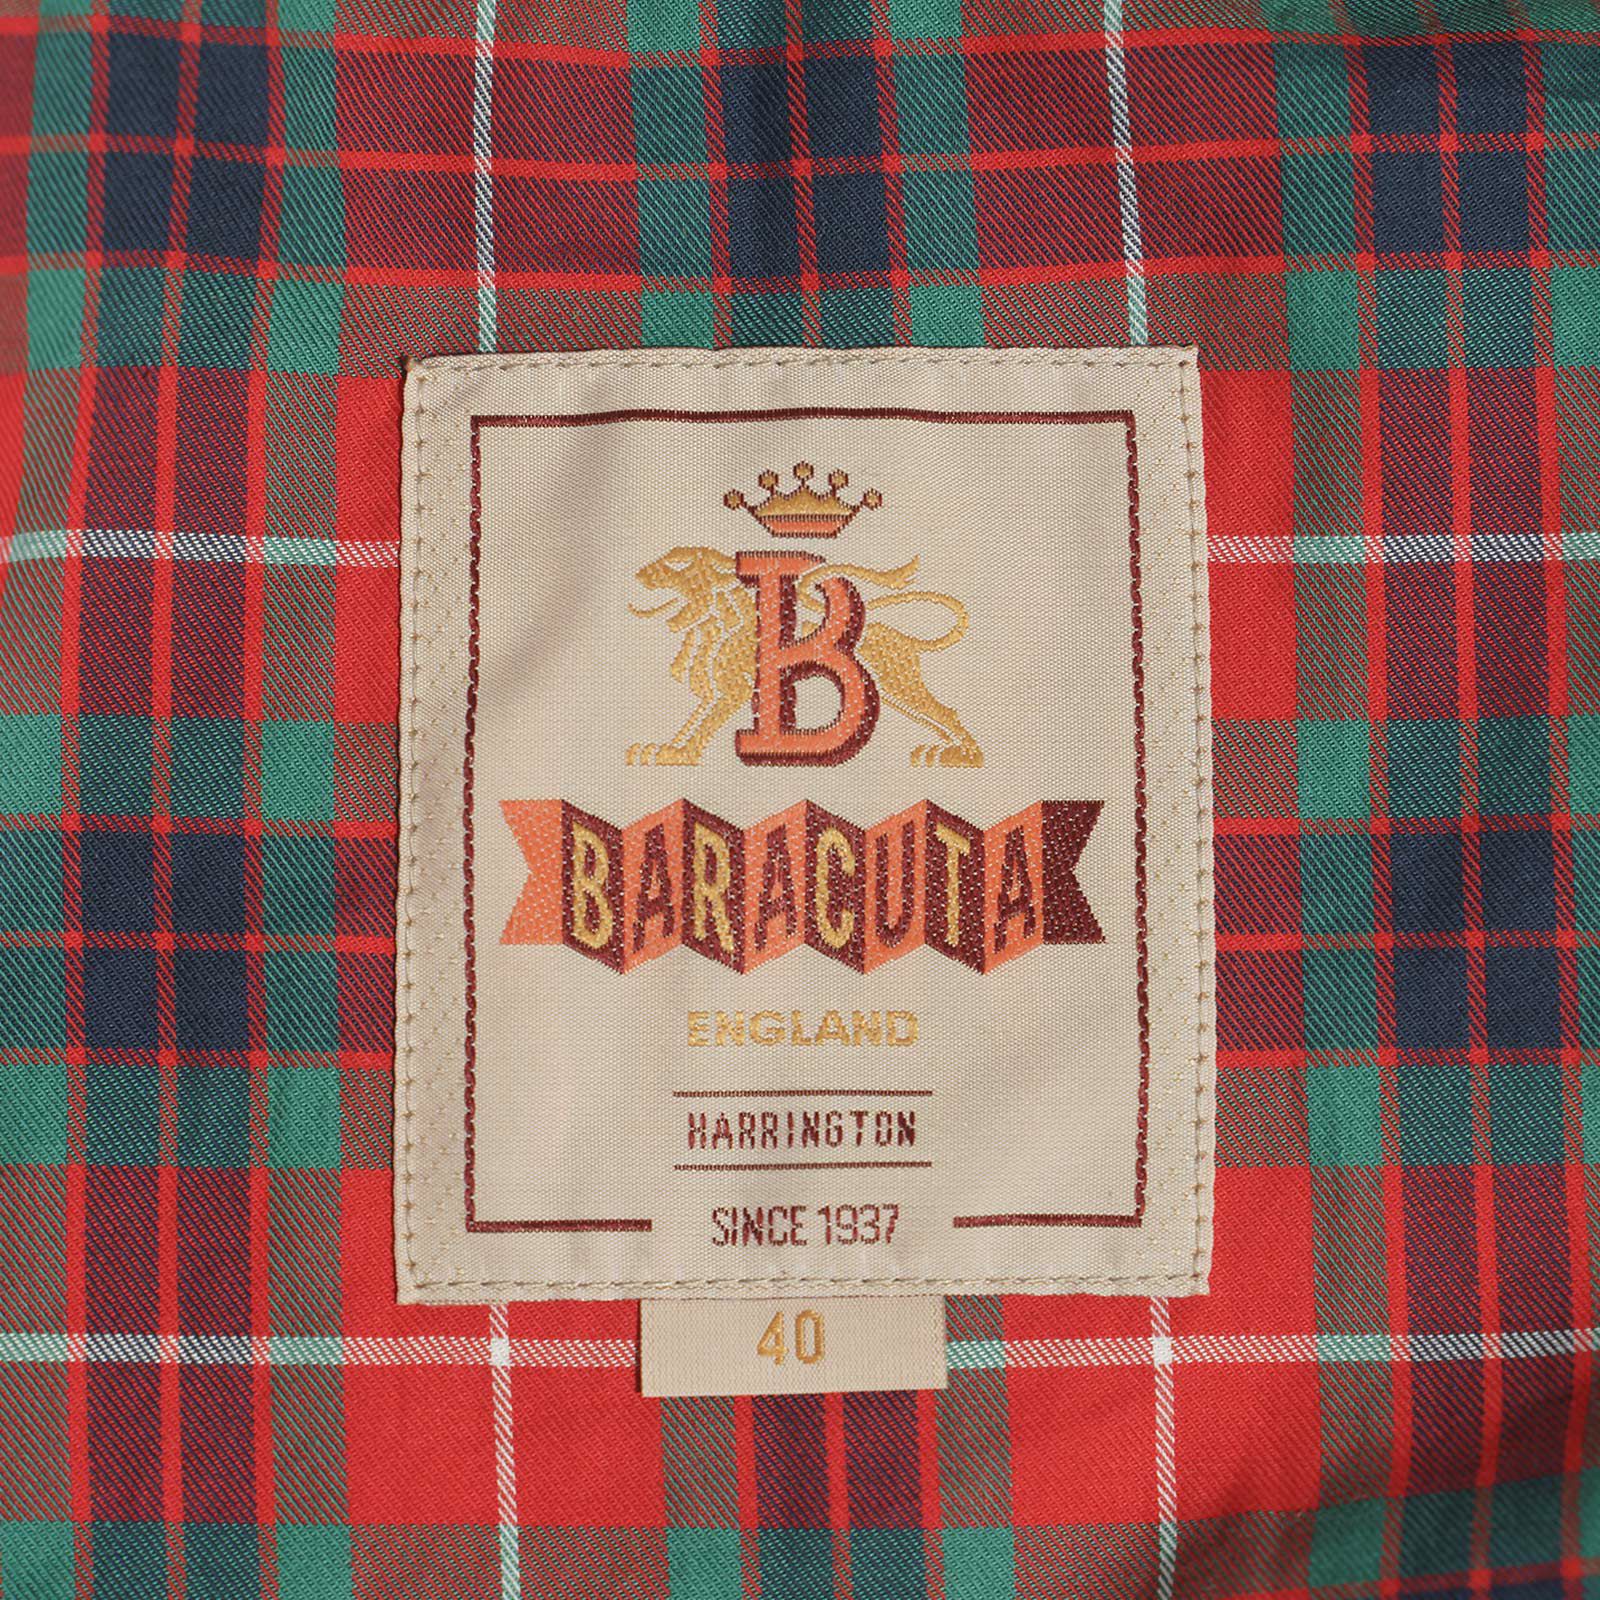 B
BARACUTA
ENGLAND
HARRINGTON
SINCE 1937
40